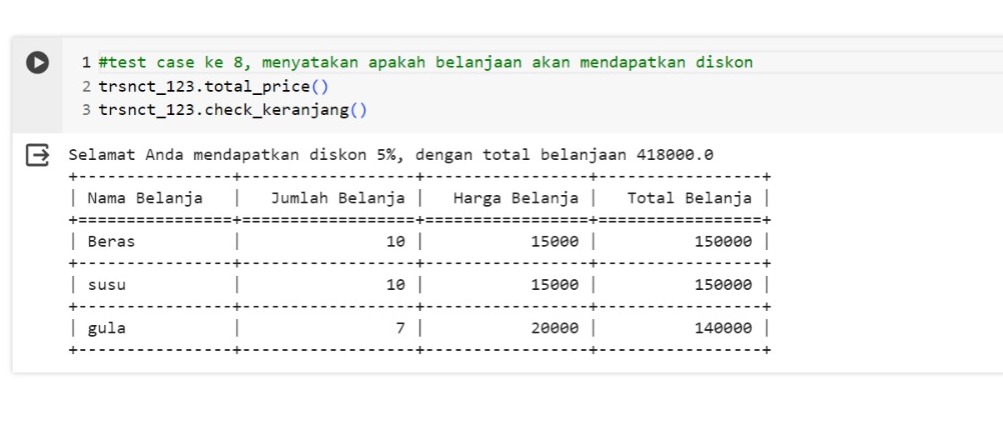 1 #test case ke 8, menyatakan apakah belanjaan akan mendapatkan diskon
2 trsnct_123.total_price()
3 trsnct_123.check_keranjang()
Selamat Anda mendapatkan diskon 5%, dengan total belanjaan 418000.0
+----------------+------------------+-----------------+-----------------+
| Nama Belanja   |   Jumlah Belanja |   Harga Belanja |   Total Belanja |
+================+==================+=================+=================+
| Beras          |               10 |           15000 |          150000 |
+----------------+------------------+-----------------+-----------------+
| susu           |               10 |           15000 |          150000 |
+----------------+------------------+-----------------+-----------------+
| gula           |                7 |           20000 |          140000 |
+----------------+------------------+-----------------+-----------------+